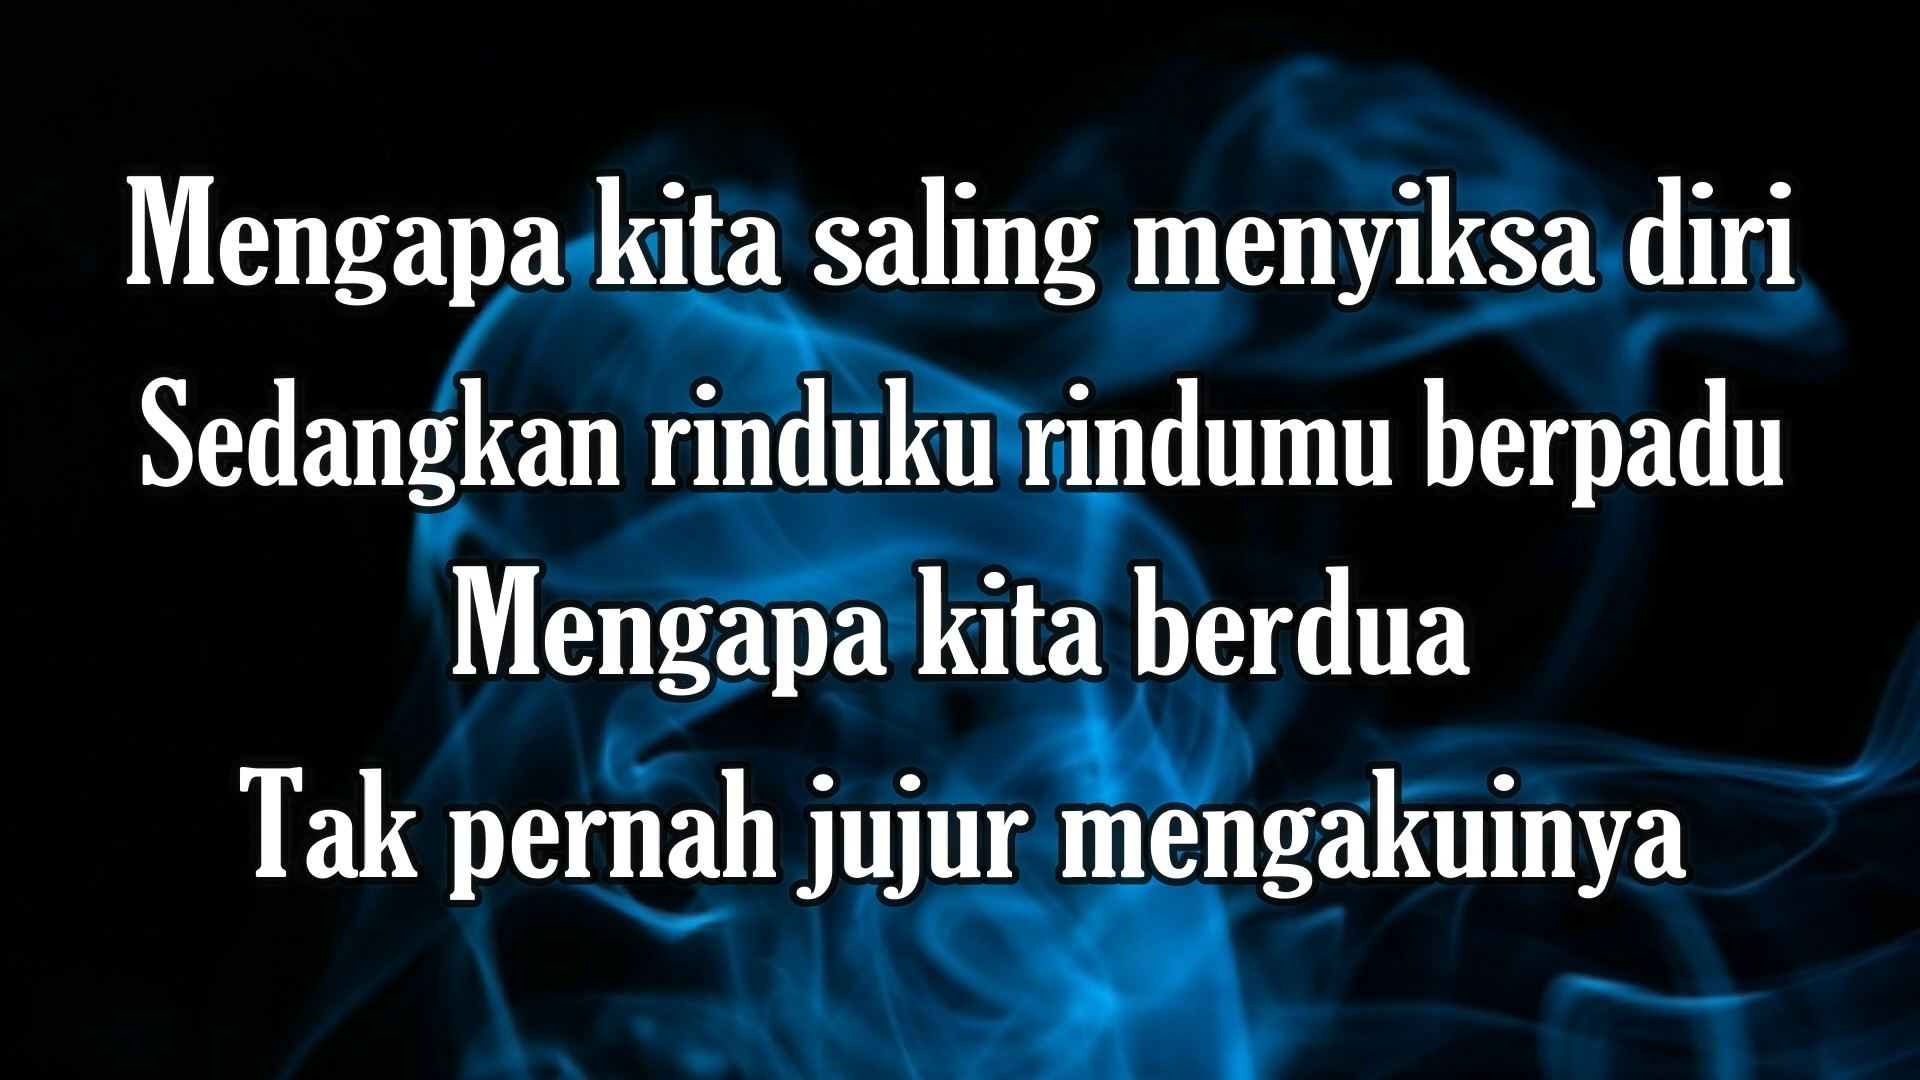 Mengapa kita saling menyiksa diri
Sedangkan rinduku rindumu berpadu
Mengapa kita berdua
Tak pernah jujur mengakuinya